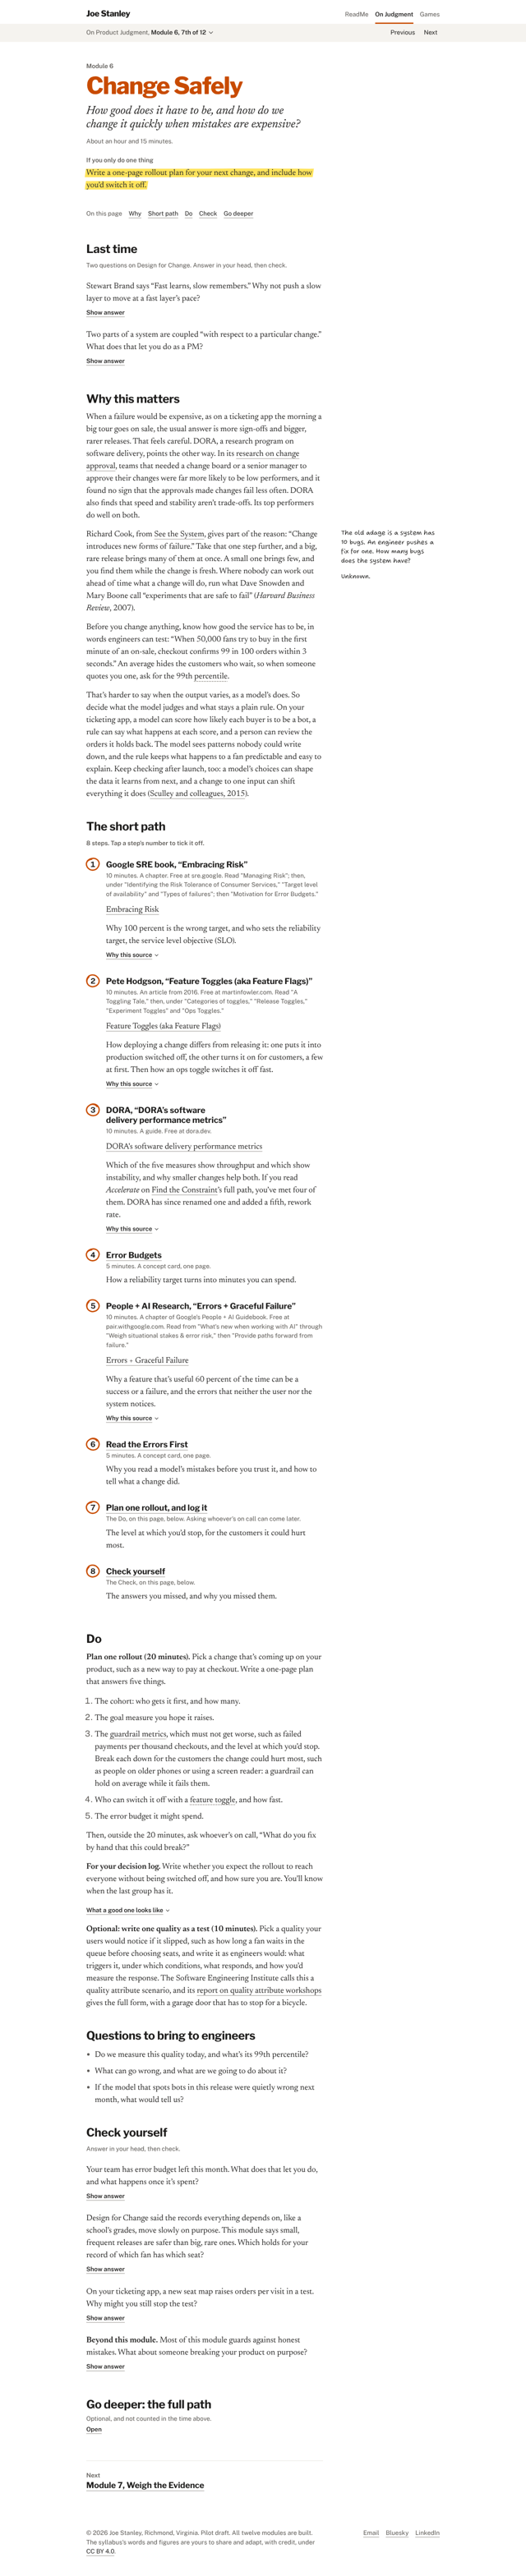 Joe Stanley
ReadMe On Judgment Games
On Product Judgment, Module 6, 7th of 12
Previous Next
Module 6
Change Safely
How good does it have to be, and how do we
change it quickly when mistakes are expensive?
About an hour and 15 minutes.
If you only do one thing
Write a one-page rollout plan for your next change, and include how
you'd switch it off.
On this page Why Short path Do Check Go deeper
Last time
Two questions on Design for Change. Answer in your head, then check.
Stewart Brand says “Fast learns, slow remembers.” Why not push a slow
layer to move at a fast layer’s pace?
Show answer
Two parts of a system are coupled “with respect to a particular change.”
What does that let you do as a PM?
Show answer
Why this matters
When a failure would be expensive, as on a ticketing app the morning a
big tour goes on sale, the usual answer is more sign-offs and bigger,
rarer releases. That feels careful. DORA, a research program on
software delivery, points the other way. In its research on change
approval, teams that needed a change board or a senior manager to
approve their changes were far more likely to be low performers, and it
found no sign that the approvals made changes fail less often. DORA
also finds that speed and stability aren’t trade-offs. Its top performers
do well on both.
Richard Cook, from See the System, gives part of the reason: “Change
introduces new forms of failure.” Take that one step further, and a big,
rare release brings many of them at once. A small one brings few, and
you find them while the change is fresh. Where nobody can work out
ahead of time what a change will do, run what Dave Snowden and
Mary Boone call “experiments that are safe to fail” (Harvard Business
Review, 2007).
The old adage is a system has
10 bugs. An engineer pushes a
fix for one. How many bugs
does the system have?
Unknown.
Before you change anything, know how good the service has to be, in
words engineers can test: “When 50,000 fans try to buy in the first
minute of an on-sale, checkout confirms 99 in 100 orders within 3
seconds.” An average hides the customers who wait, so when someone
quotes you one, ask for the 99th percentile.
That’s harder to say when the output varies, as a model’s does. So
decide what the model judges and what stays a plain rule. On your
ticketing app, a model can score how likely each buyer is to be a bot, a
rule can say what happens at each score, and a person can review the
orders it holds back. The model sees patterns nobody could write
down, and the rule keeps what happens to a fan predictable and easy to
explain. Keep checking after launch, too: a model’s choices can shape
the data it learns from next, and a change to one input can shift
everything it does (Sculley and colleagues, 2015).
The short path
8 steps. Tap a step’s number to tick it off.
1 Google SRE book, “Embracing Risk”
10 minutes. A chapter. Free at sre.google. Read "Managing Risk"; then,
under "Identifying the Risk Tolerance of Consumer Services," "Target level
of availability" and "Types of failures"; then "Motivation for Error Budgets."
Embracing Risk
Why 100 percent is the wrong target, and who sets the reliability
target, the service level objective (SLO).
Why this source
2 Pete Hodgson, “Feature Toggles (aka Feature Flags)”
10 minutes. An article from 2016. Free at martinfowler.com. Read "A
Toggling Tale," then, under "Categories of toggles," "Release Toggles,"
"Experiment Toggles" and "Ops Toggles."
Feature Toggles (aka Feature Flags)
How deploying a change differs from releasing it: one puts it into
production switched off, the other turns it on for customers, a few
at first. Then how an ops toggle switches it off fast.
Why this source
3 DORA, “DORA’s software
delivery performance metrics”
10 minutes. A guide. Free at dora.dev.
DORA’s software delivery performance metrics
Which of the five measures show throughput and which show
instability, and why smaller changes help both. If you read
Accelerate on Find the Constraint’s full path, you’ve met four of
them. DORA has since renamed one and added a fifth, rework
rate.
Why this source
4 Error Budgets
5 minutes. A concept card, one page.
How a reliability target turns into minutes you can spend.
5 People + AI Research, “Errors + Graceful Failure”
10 minutes. A chapter of Google's People + AI Guidebook. Free at
pair.withgoogle.com. Read from "What's new when working with AI" through
"Weigh situational stakes & error risk," then "Provide paths forward from
failure."
Errors + Graceful Failure
Why a feature that’s useful 60 percent of the time can be a
success or a failure, and the errors that neither the user nor the
system notices.
Why this source
6 Read the Errors First
5 minutes. A concept card, one page.
Why you read a model’s mistakes before you trust it, and how to
tell what a change did.
7 Plan one rollout, and log it
The Do, on this page, below. Asking whoever's on call can come later.
The level at which you’d stop, for the customers it could hurt
most.
8 Check yourself
The Check, on this page, below.
The answers you missed, and why you missed them.
Do
Plan one rollout (20 minutes). Pick a change that’s coming up on your
product, such as a new way to pay at checkout. Write a one-page plan
that answers five things.
1. The cohort: who gets it first, and how many.
2. The goal measure you hope it raises.
3. The guardrail metrics, which must not get worse, such as failed
payments per thousand checkouts, and the level at which you’d stop.
Break each down for the customers the change could hurt most, such
as people on older phones or using a screen reader: a guardrail can
hold on average while it fails them.
4. Who can switch it off with a feature toggle, and how fast.
5. The error budget it might spend.
Then, outside the 20 minutes, ask whoever’s on call, “What do you fix
by hand that this could break?”
For your decision log. Write whether you expect the rollout to reach
everyone without being switched off, and how sure you are. You’ll know
when the last group has it.
What a good one looks like
Optional: write one quality as a test (10 minutes). Pick a quality your
users would notice if it slipped, such as how long a fan waits in the
queue before choosing seats, and write it as engineers would: what
triggers it, under which conditions, what responds, and how you’d
measure the response. The Software Engineering Institute calls this a
quality attribute scenario, and its report on quality attribute workshops
gives the full form, with a garage door that has to stop for a bicycle.
Questions to bring to engineers
• Do we measure this quality today, and what’s its 99th percentile?
• What can go wrong, and what are we going to do about it?
• If the model that spots bots in this release were quietly wrong next
month, what would tell us?
Check yourself
Answer in your head, then check.
Your team has error budget left this month. What does that let you do,
and what happens once it’s spent?
Show answer
Design for Change said the records everything depends on, like a
school’s grades, move slowly on purpose. This module says small,
frequent releases are safer than big, rare ones. Which holds for your
record of which fan has which seat?
Show answer
On your ticketing app, a new seat map raises orders per visit in a test.
Why might you still stop the test?
Show answer
Beyond this module. Most of this module guards against honest
mistakes. What about someone breaking your product on purpose?
Show answer
Go deeper: the full path
Optional, and not counted in the time above.
Open
Next
Module 7, Weigh the Evidence
© 2026 Joe Stanley, Richmond, Virginia. Pilot draft. All twelve modules are built.
The syllabus's words and figures are yours to share and adapt, with credit, under
CC BY 4.0.
Email Bluesky LinkedIn